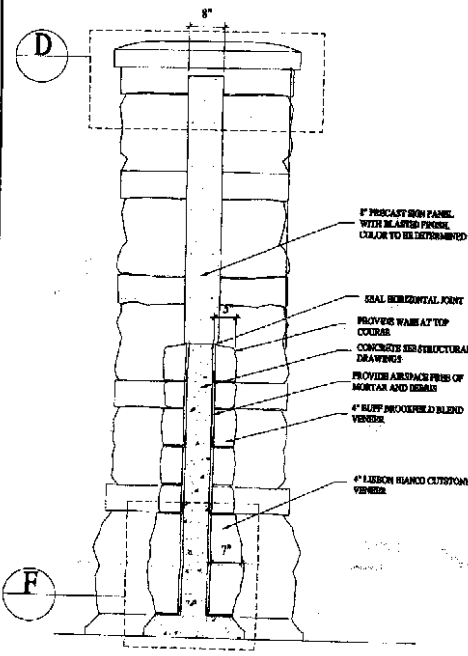 8"
D
8" PRECAST SIGN PANEL
WITH BLASTED FINISH,
COLOR TO BE DETERMINED
SEAL HORIZONTAL JOINT
5"
PROVIDE WASH AT TOP
COURSE
CONCRETE SEE STRUCTURAL
DRAWINGS
PROVIDE AIRSPACE FREE OF
MORTAR AND DEBRIS
4" BUFF BROOKFIELD BLEND
VENEER
4" LISBON BIANCO CUTSTONE
VENEER
7"
F